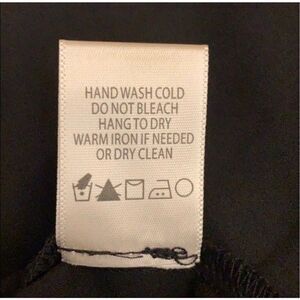 HAND WASH COLD
DO NOT BLEACH
HANG TO DRY
WARM IRON IF NEEDED
OR DRY CLEAN